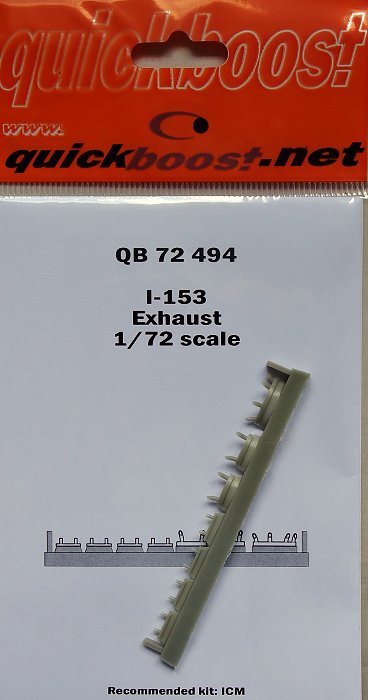 quickboost
www.
quickboost.net
QB 72 494
I-153
Exhaust
1/72 scale
Recommended kit: ICM